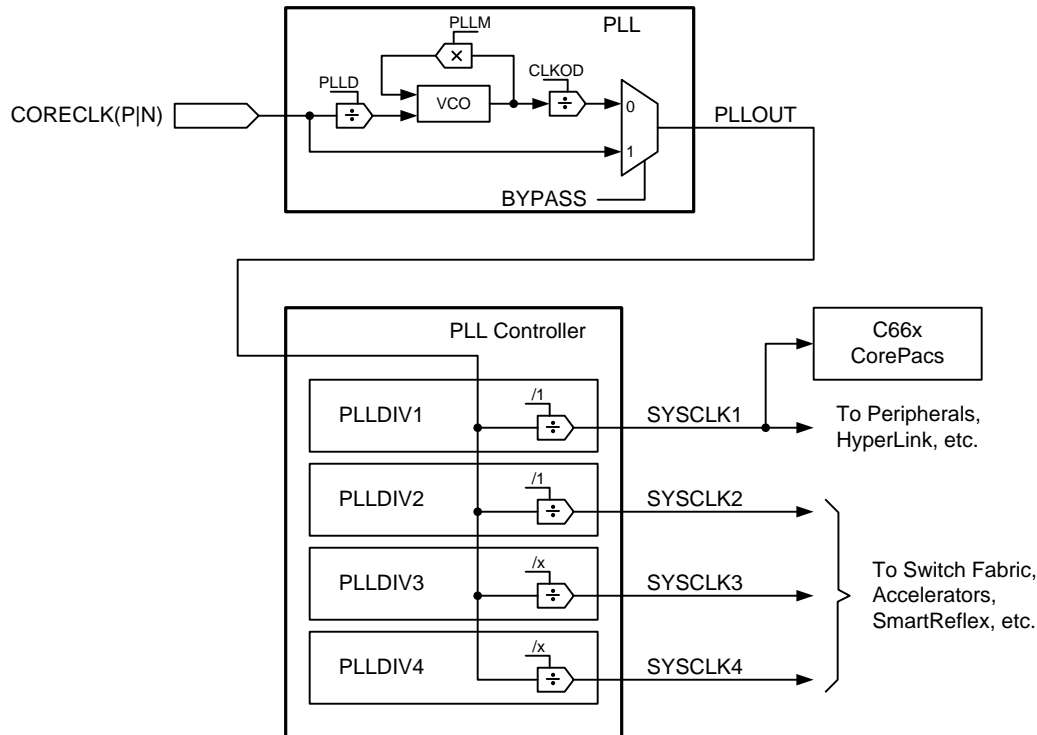 PLLM
PLL
×
PLLD
CLKOD
÷
VCO
÷
0
CORECLK(P|N)
PLLOUT
1
BYPASS
PLL Controller
C66x
CorePacs
PLLDIV1
/1
÷
SYSCLK1
To Peripherals,
HyperLink, etc.
PLLDIV2
/1
÷
SYSCLK2
PLLDIV3
/x
÷
SYSCLK3
To Switch Fabric,
Accelerators,
SmartReflex, etc.
PLLDIV4
/x
÷
SYSCLK4